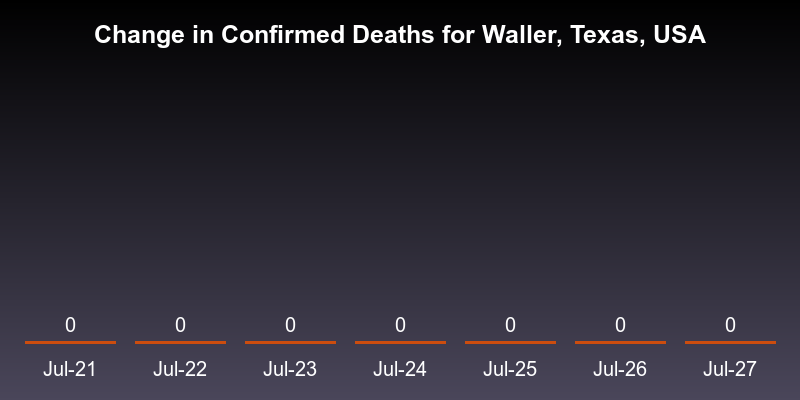 Change in Confirmed Deaths for Waller, Texas, USA
0 0 0 0 0 0 0
Jul-21 Jul-22 Jul-23 Jul-24 Jul-25 Jul-26 Jul-27